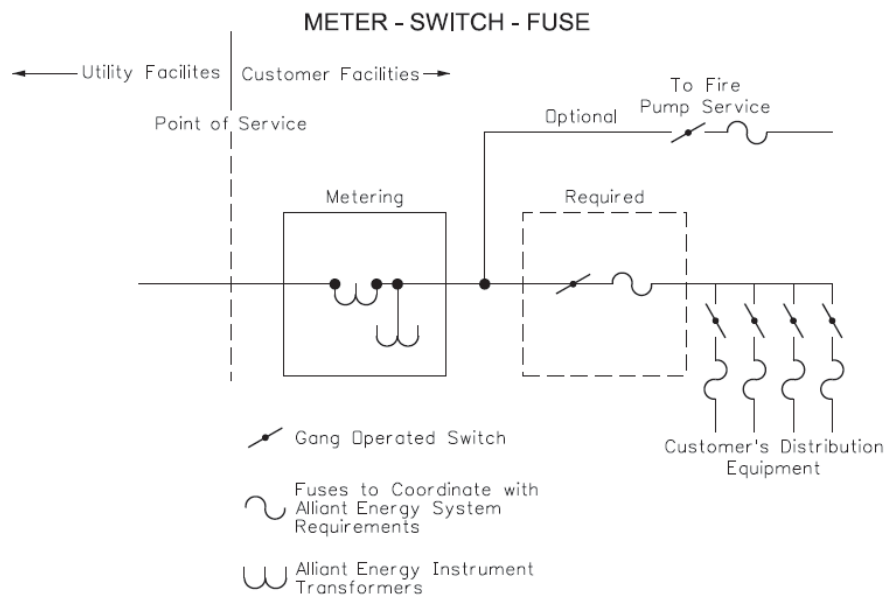 METER - SWITCH - FUSE
Utility Facilites
Customer Facilities
Point of Service
To Fire
Pump Service
Optional
Metering
Required
Customer's Distribution
Equipment
Gang Operated Switch
Fuses to Coordinate with
Alliant Energy System
Requirements
Alliant Energy Instrument
Transformers